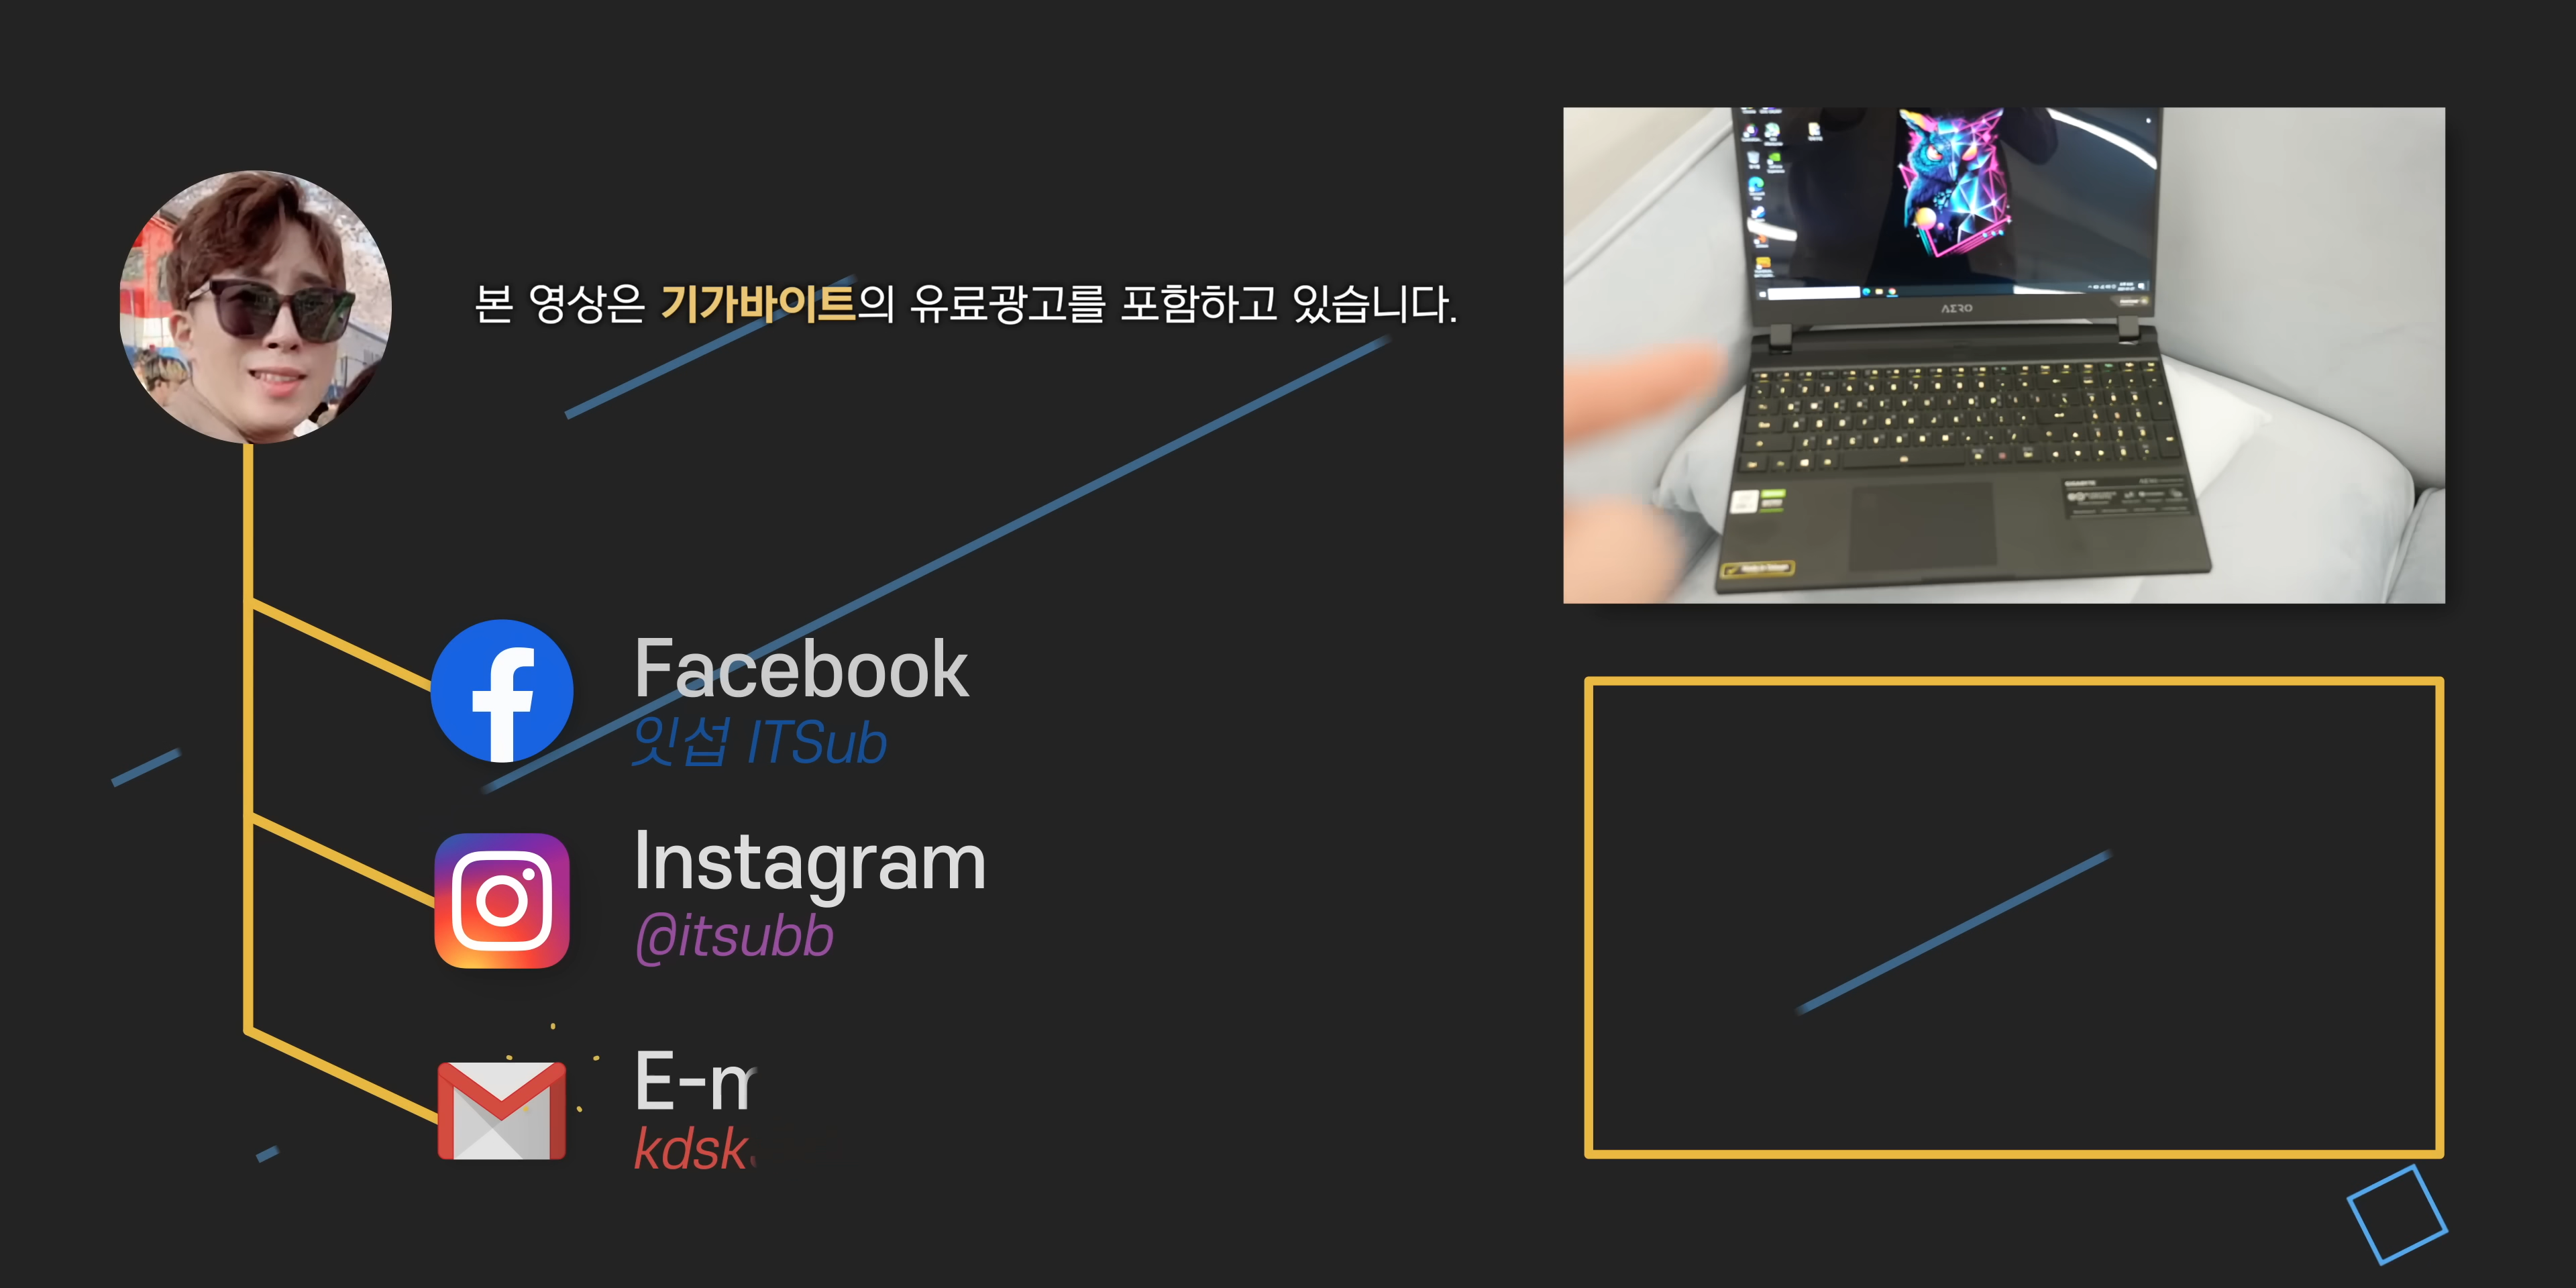 본 영상은 기가바이트의 유료광고를 포함하고 있습니다.
AERO
Facebook
잇섭 ITSub
Instagram
@itsubb
E-m
kdsk